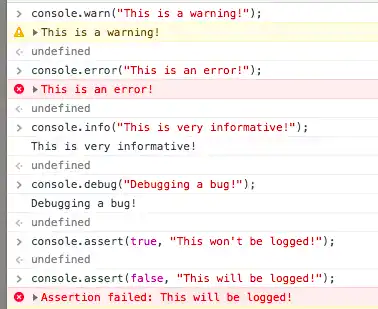 console.warn("This is a warning!");
This is a warning!
undefined
console.error("This is an error!");
This is an error!
undefined
console.info("This is very informative!");
This is very informative!
undefined
console.debug("Debugging a bug!");
Debugging a bug!
undefined
console.assert(true, "This won't be logged!");
undefined
console.assert(false, "This will be logged!");
Assertion failed: This will be logged!